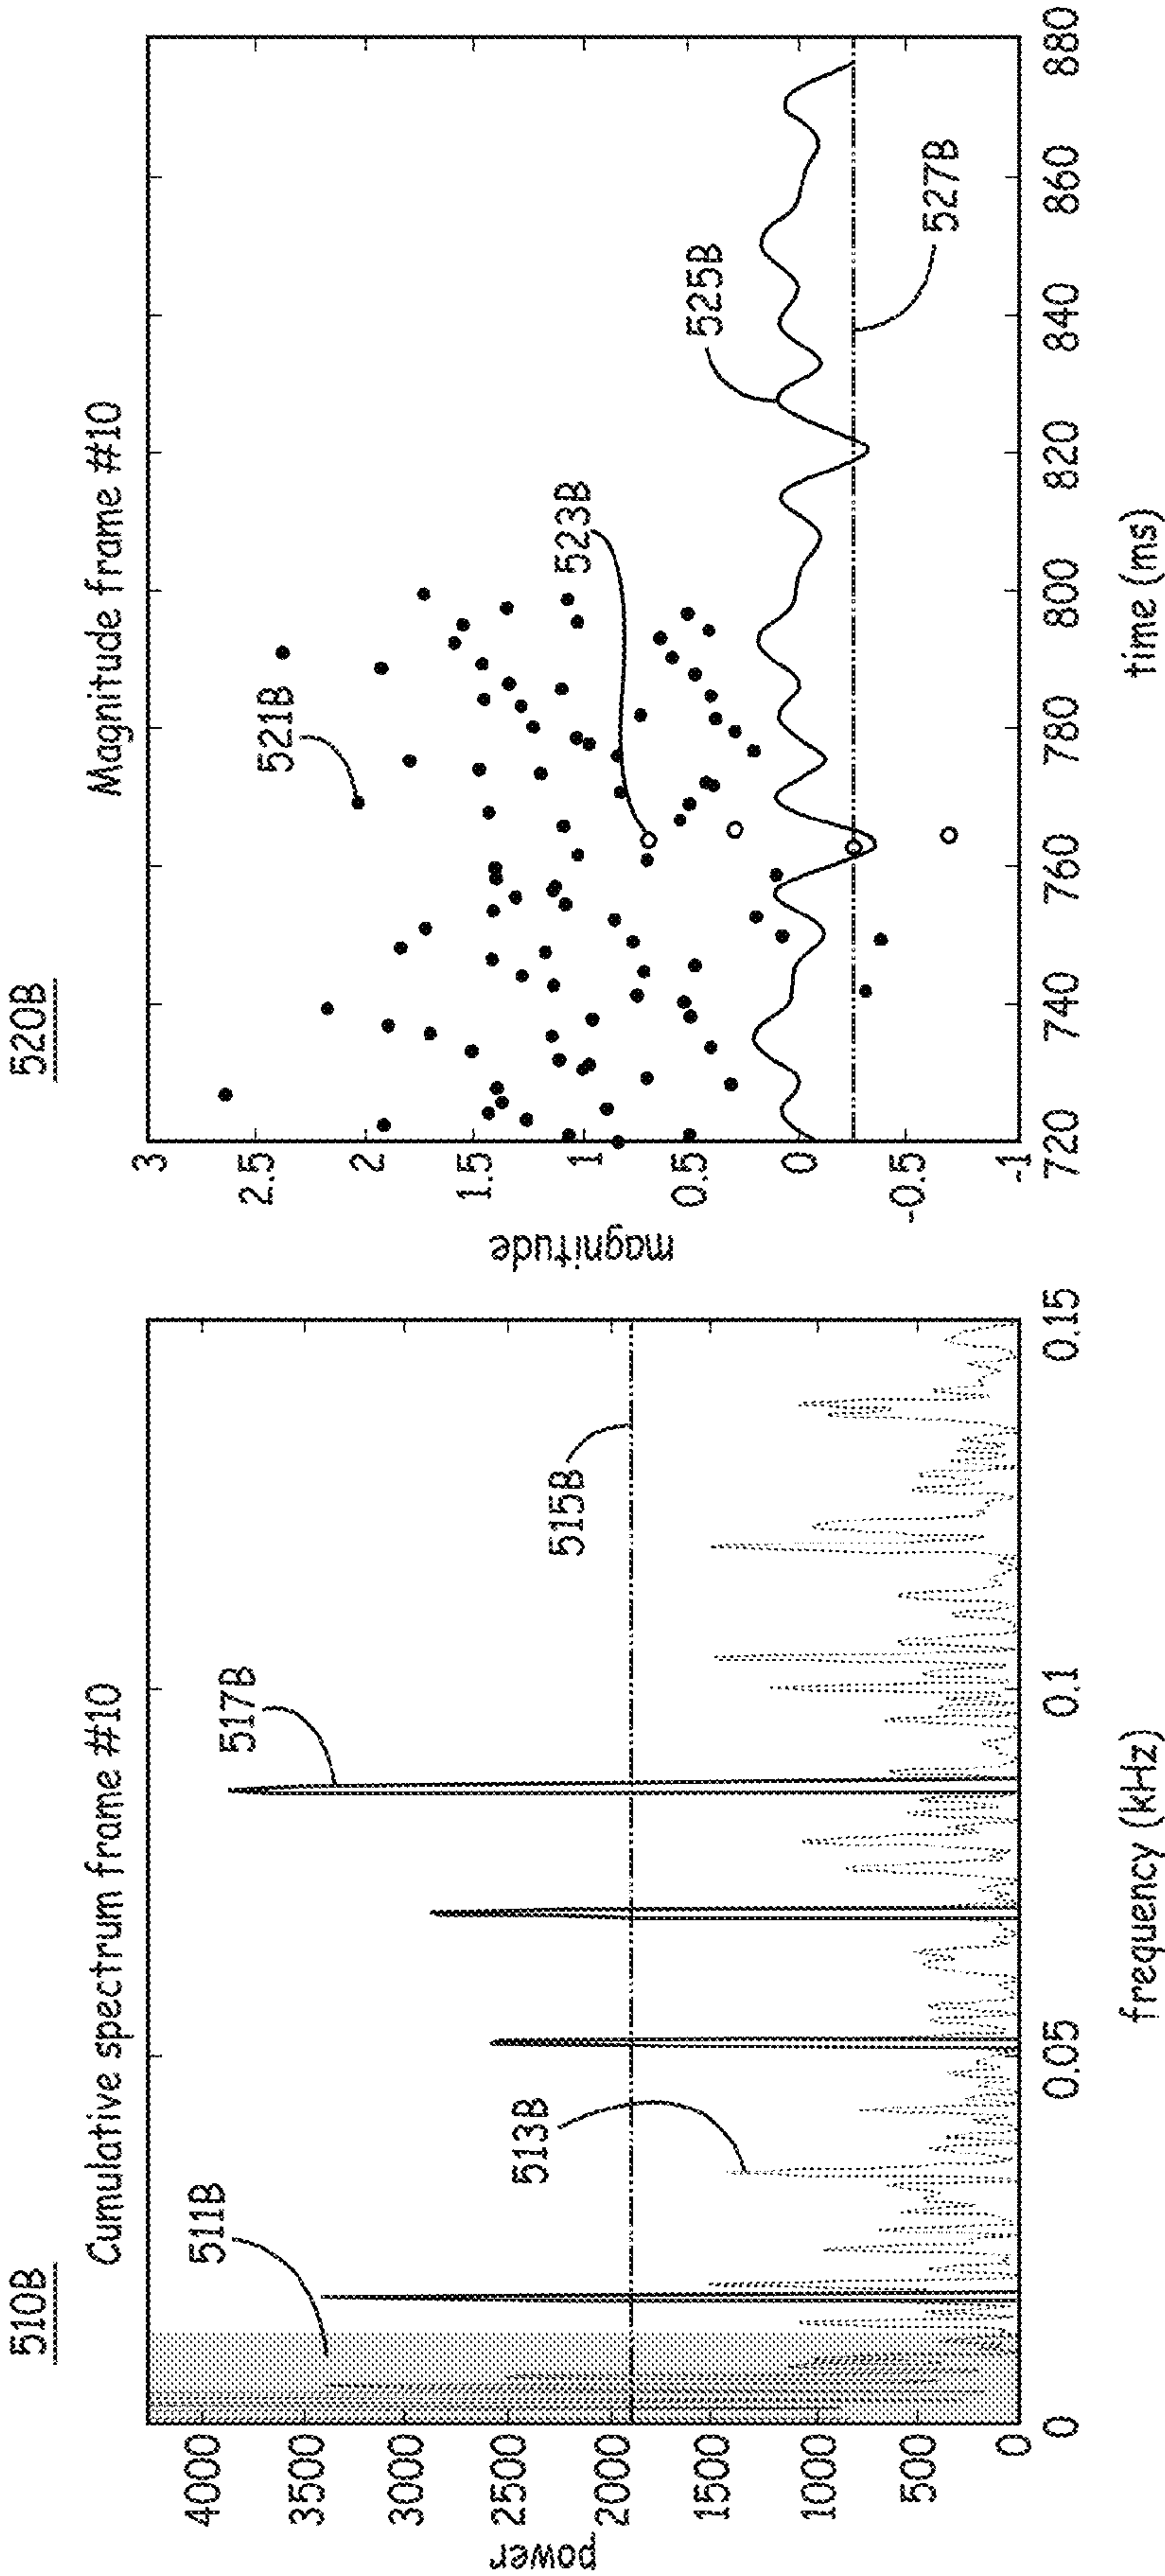 510B
Cumulative spectrum frame #10
511B
513B
517B
515B
power
4000
3500
3000
2500
2000
1500
1000
500
0
0
0.05
0.1
0.15
frequency (kHz)
520B
Magnitude frame #10
521B
523B
525B
527B
magnitude
3
2.5
2
1.5
1
0.5
0
-0.5
-1
720
740
760
780
800
820
840
860
880
time (ms)